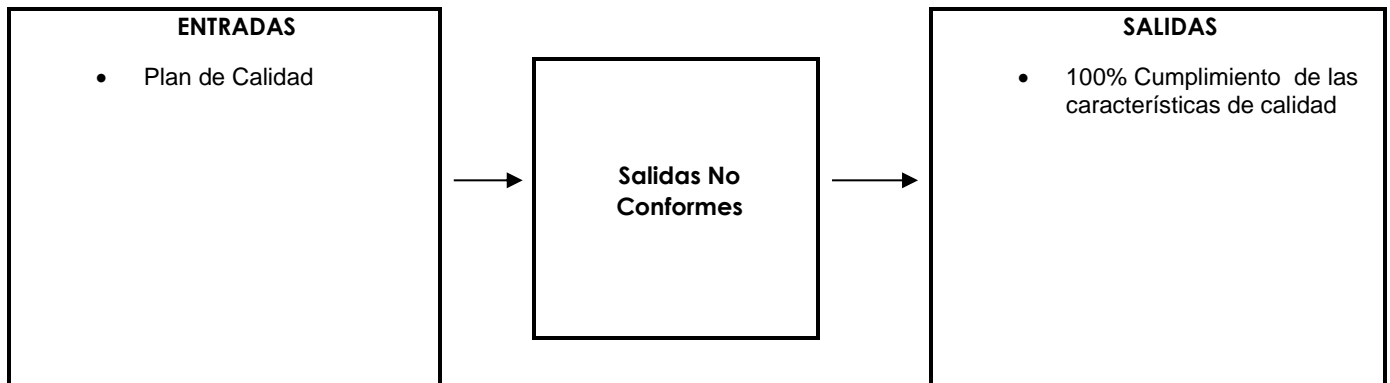 ENTRADAS
• Plan de Calidad
Salidas No
Conformes
SALIDAS
• 100% Cumplimiento de las
características de calidad